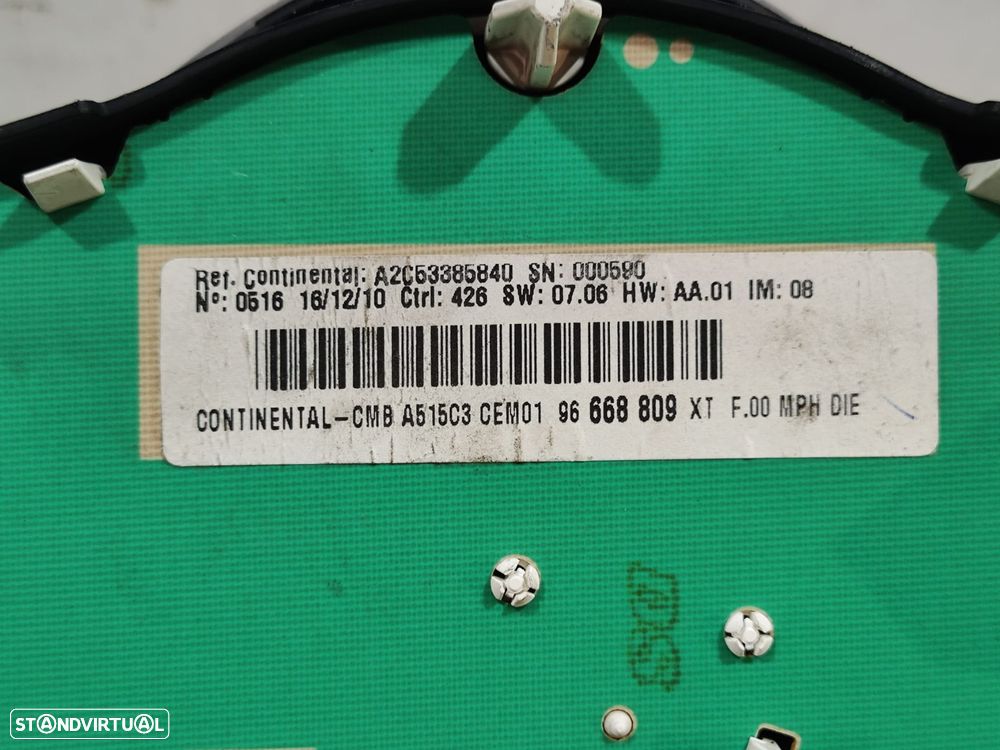 Ref. Continental: A2C53385840 SN: 000590
Nº: 0516 16/12/10 Ctrl: 426 SW: 07.06 HW: AA.01 IM: 08
CONTINENTAL-CMB A515C3 CEM01 96 668 809 XT F.00 MPH DIE
STANDVIRTUAL